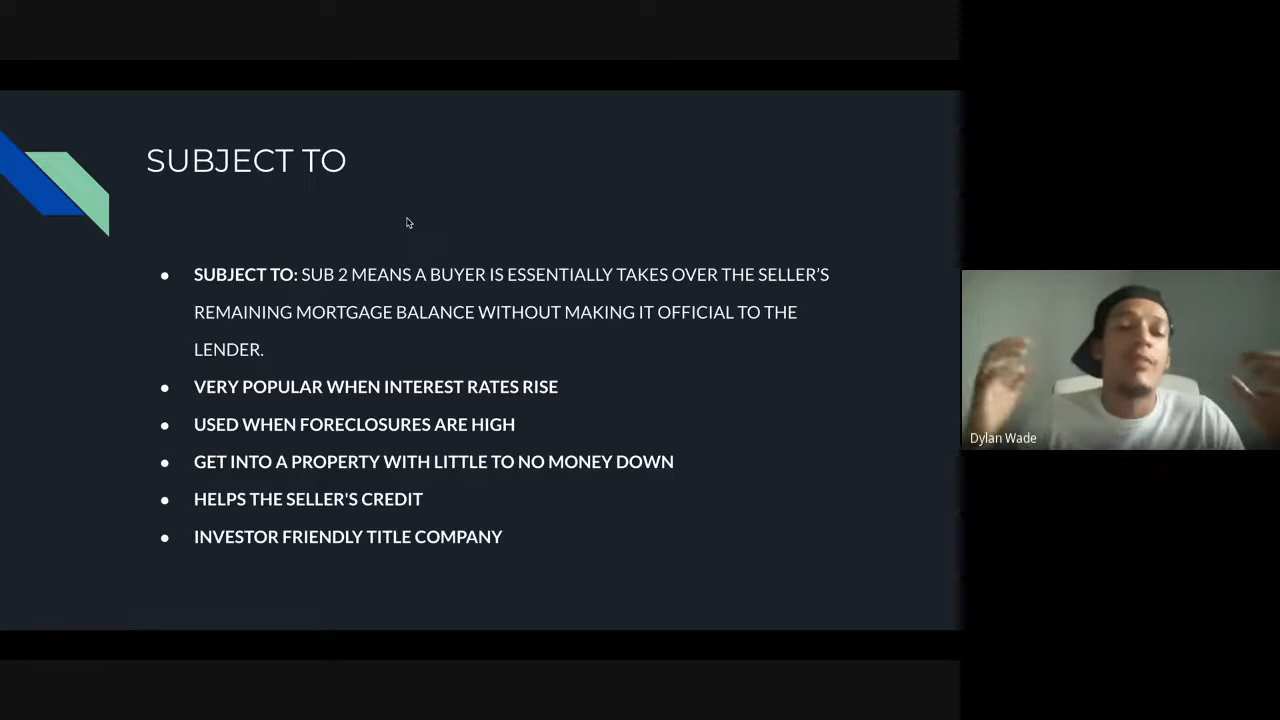 SUBJECT TO
● SUBJECT TO: SUB 2 MEANS A BUYER IS ESSENTIALLY TAKES OVER THE SELLER’S
REMAINING MORTGAGE BALANCE WITHOUT MAKING IT OFFICIAL TO THE
LENDER.
● VERY POPULAR WHEN INTEREST RATES RISE
● USED WHEN FORECLOSURES ARE HIGH
● GET INTO A PROPERTY WITH LITTLE TO NO MONEY DOWN
● HELPS THE SELLER'S CREDIT
● INVESTOR FRIENDLY TITLE COMPANY
Dylan Wade